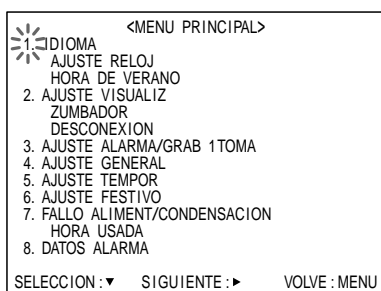 <MENU PRINCIPAL>
1. IDIOMA
AJUSTE RELOJ
HORA DE VERANO
2. AJUSTE VISUALIZ
ZUMBADOR
DESCONEXION
3. AJUSTE ALARMA/GRAB 1TOMA
4. AJUSTE GENERAL
5. AJUSTE TEMPOR
6. AJUSTE FESTIVO
7. FALLO ALIMENT/CONDENSACION
HORA USADA
8. DATOS ALARMA
SELECCION : ▼ SIGUIENTE : ► VOLVE : MENU